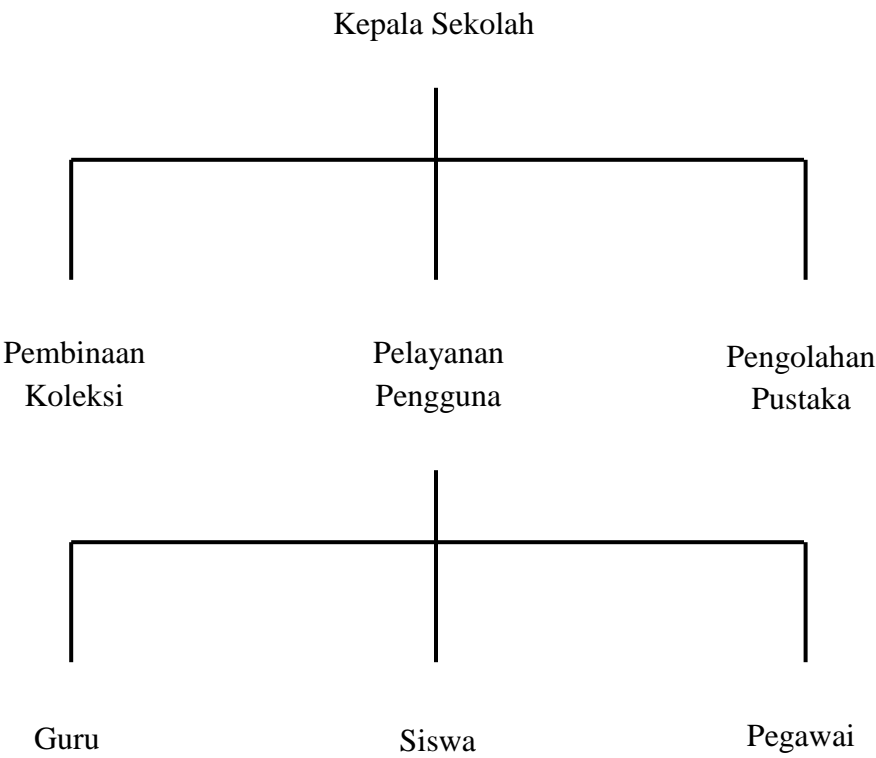 Kepala Sekolah
Pembinaan
Koleksi
Pelayanan
Pengguna
Pengolahan
Pustaka
Guru
Siswa
Pegawai